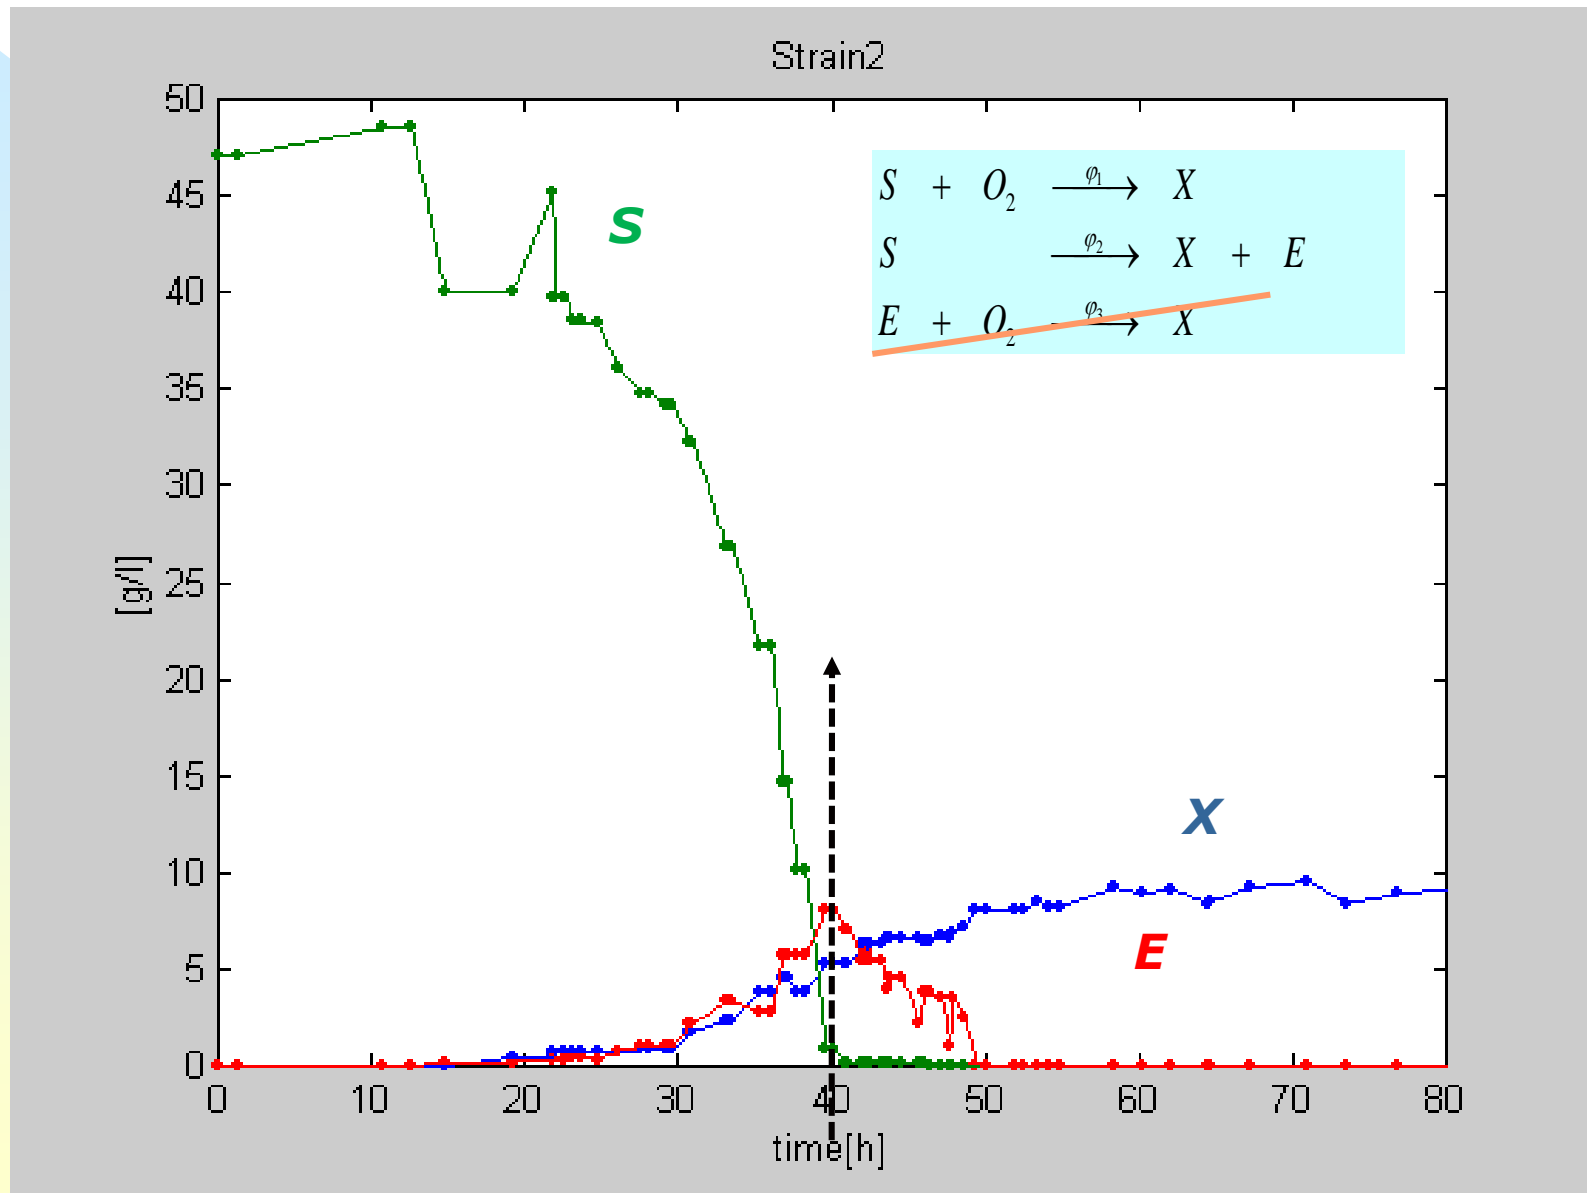 Strain2
50
45
40
35
30
25
20
15
10
5
0
[g/l]
S
S + O₂ —φ₁→ X
S —φ₂→ X + E
E + O₂ —φ₃→ X
X
E
0 10 20 30 40 50 60 70 80
time[h]